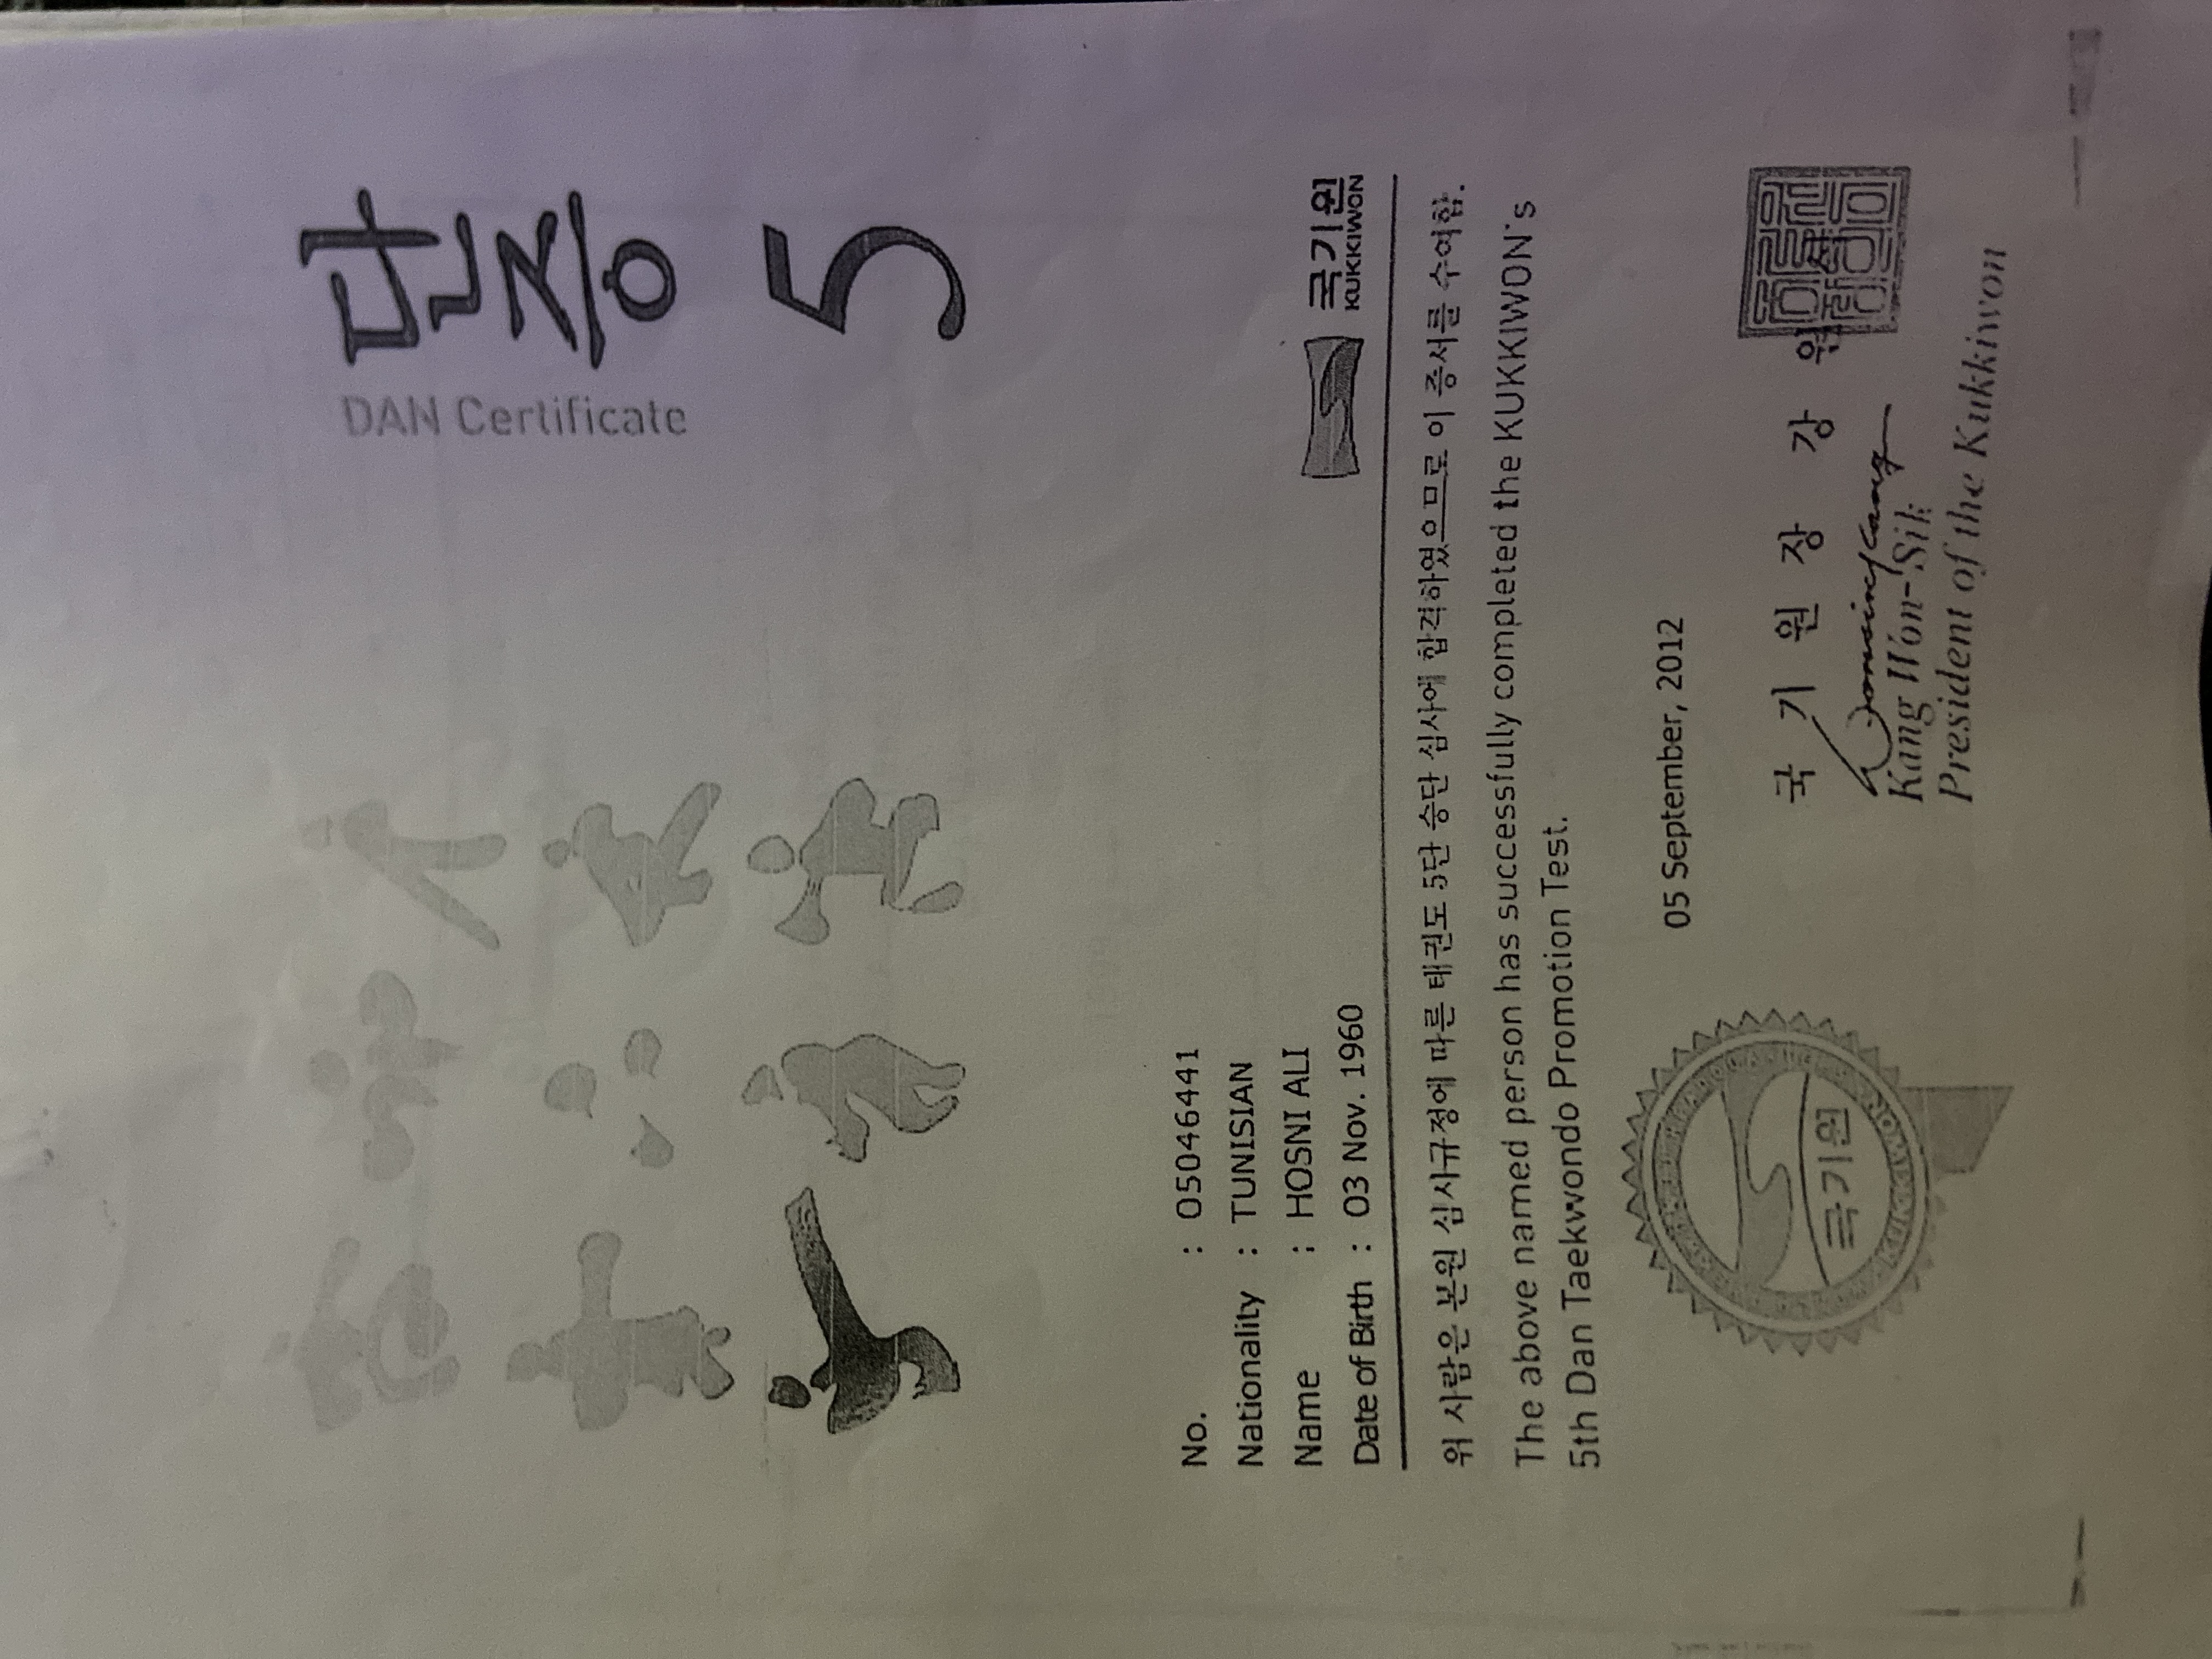 단증
DAN Certificate
5
No. : 05046441
Nationality : TUNISIAN
Name : HOSNI ALI
Date of Birth : 03 Nov. 1960
국기원
KUKKIWON
위 사람은 본원 심사규정에 따른 태권도 5단 승단 심사에 합격하였으므로 이 증서를 수여함.
The above named person has successfully completed the KUKKIWON's
5th Dan Taekwondo Promotion Test.
05 September, 2012
국 기 원 장 강 원 식
Kang Won-Sik
President of the Kukkiwon
국기원
KUKKIWON